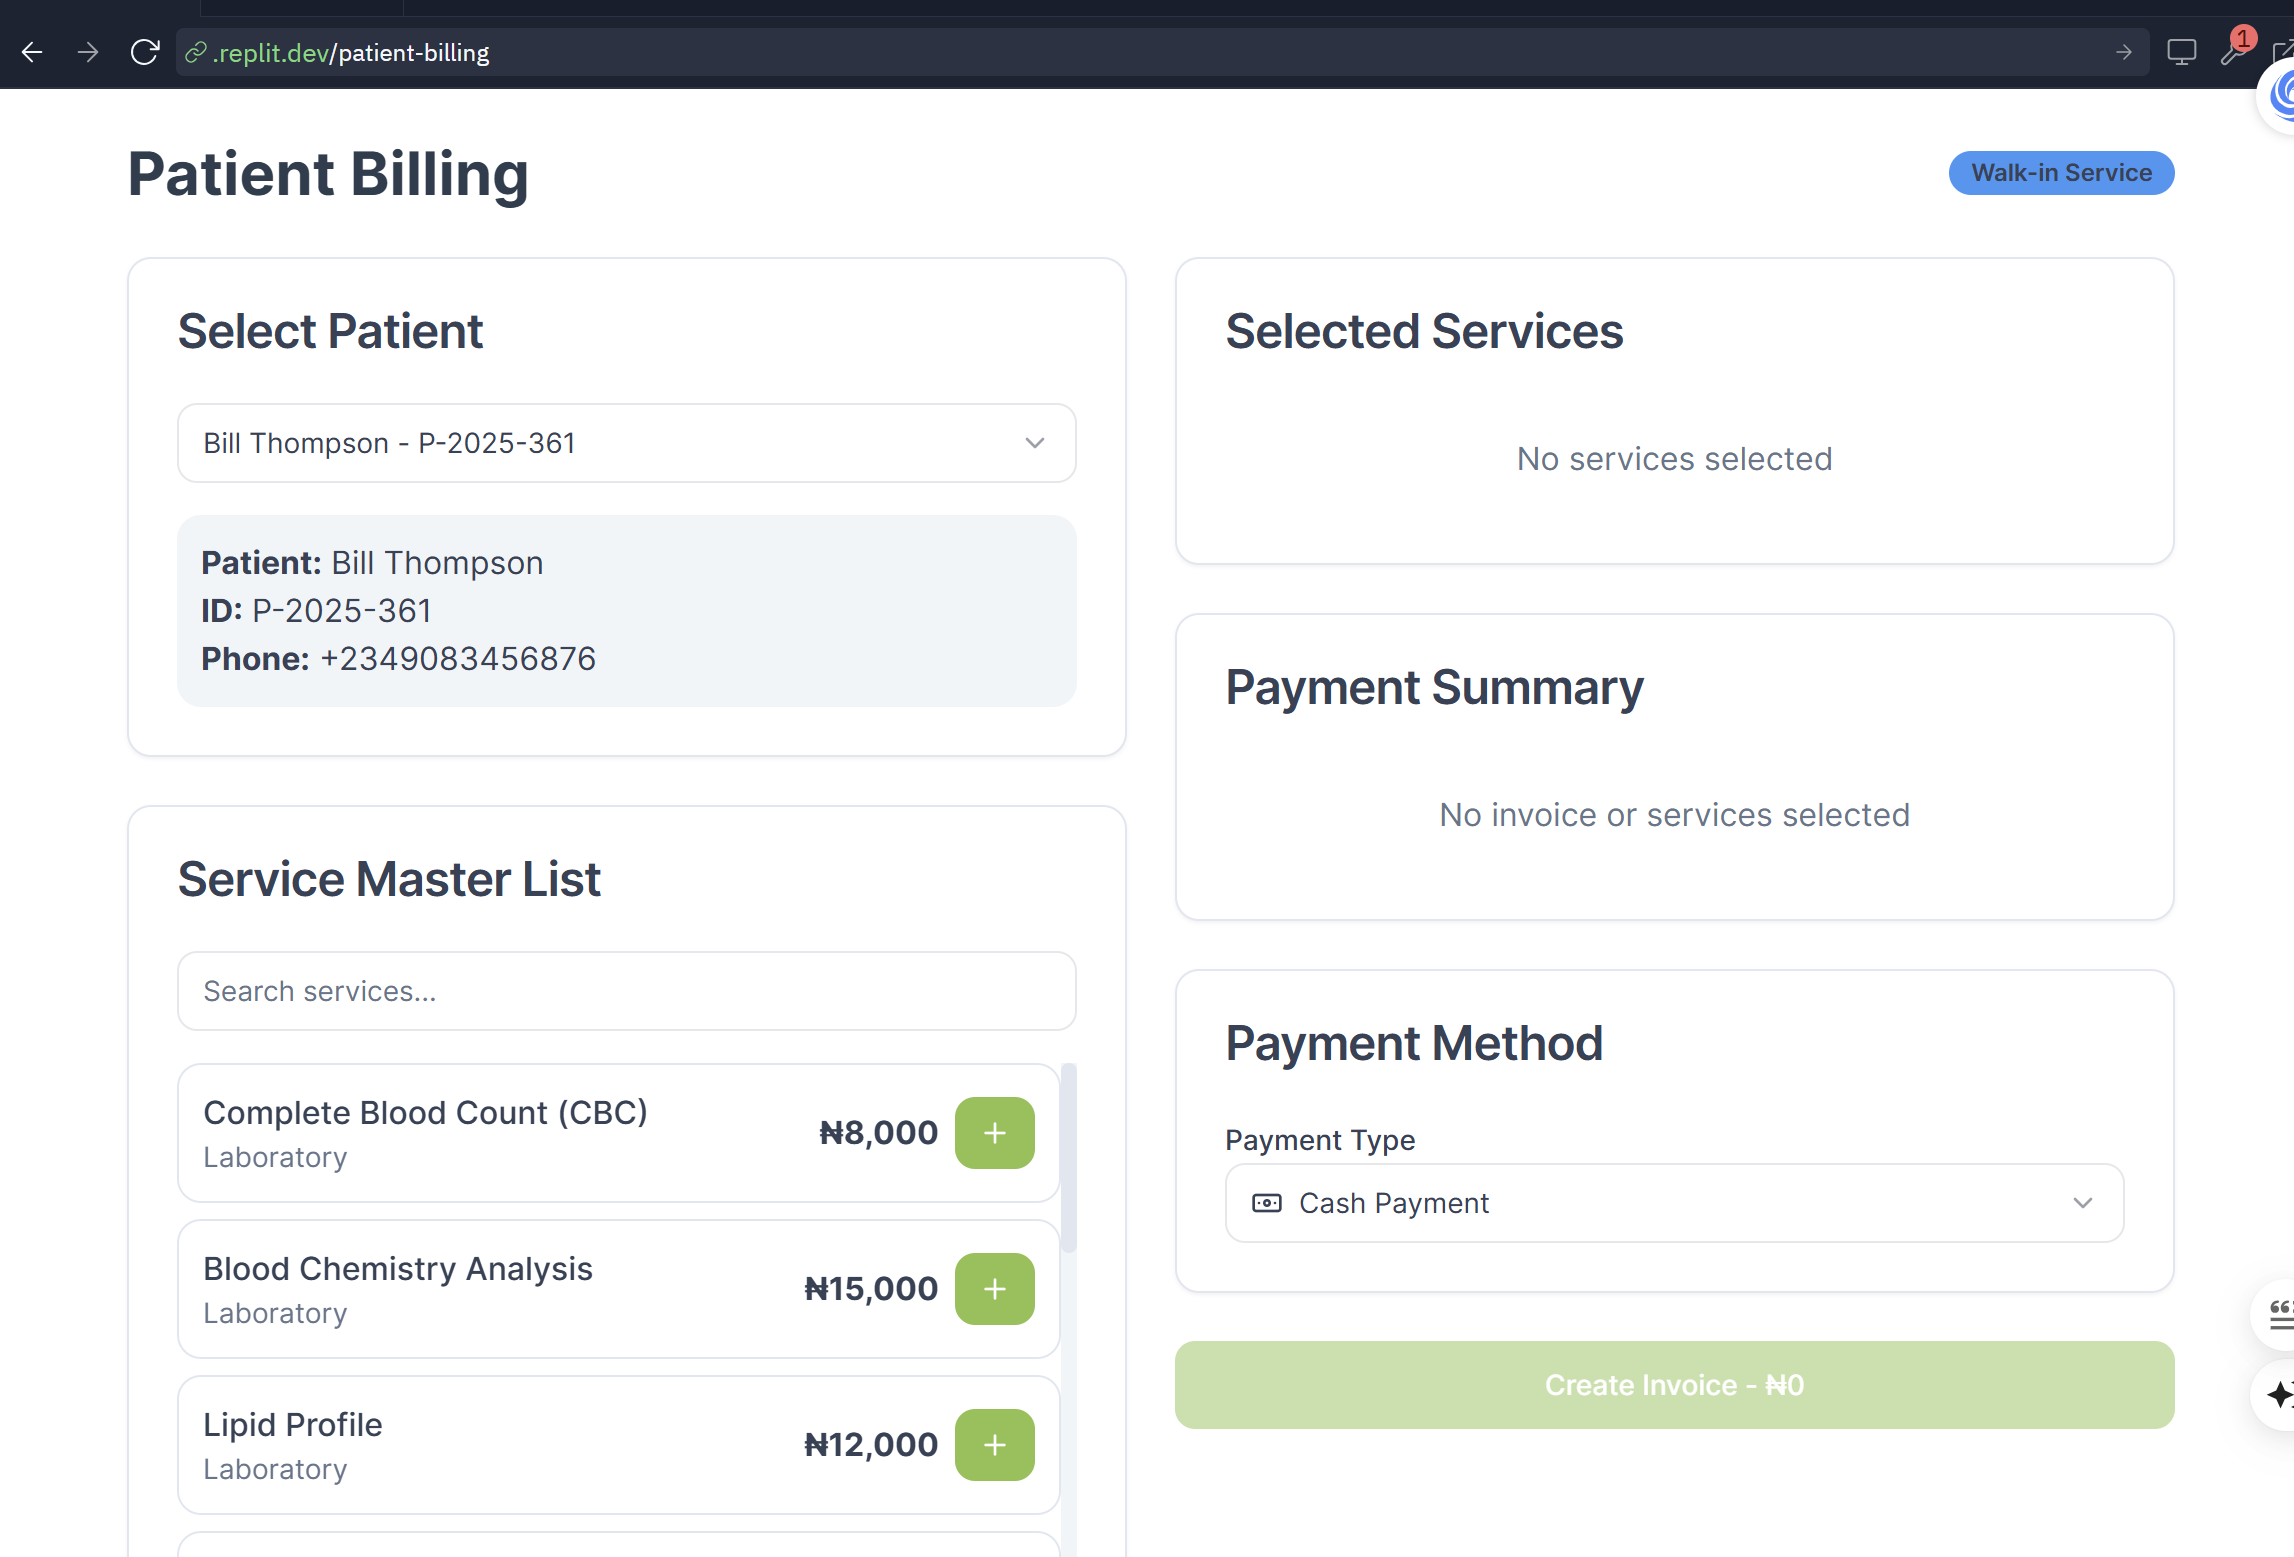 .replit.dev/patient-billing
1
Patient Billing
Walk-in Service
Select Patient
Bill Thompson - P-2025-361
Patient: Bill Thompson
ID: P-2025-361
Phone: +2349083456876
Service Master List
Search services...
Complete Blood Count (CBC)
Laboratory
₦8,000
Blood Chemistry Analysis
Laboratory
₦15,000
Lipid Profile
Laboratory
₦12,000
Selected Services
No services selected
Payment Summary
No invoice or services selected
Payment Method
Payment Type
Cash Payment
Create Invoice - ₦0